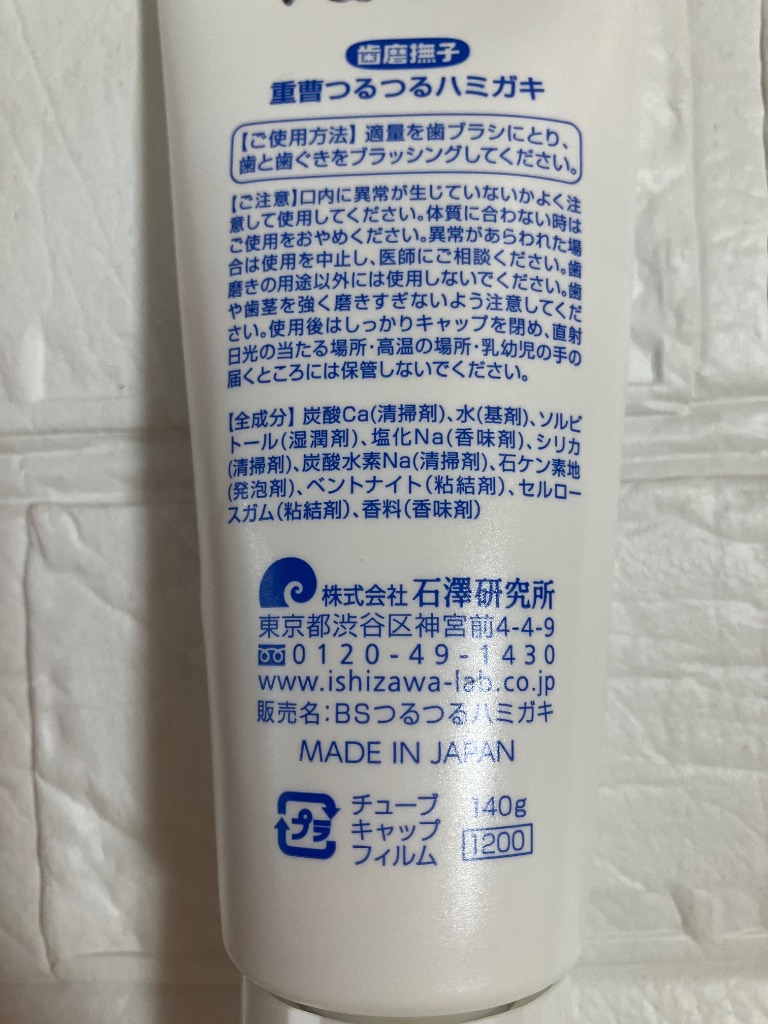 歯磨撫子
重曹つるつるハミガキ
【ご使用方法】適量を歯ブラシにとり、
歯と歯ぐきをブラッシングしてください。
【ご注意】口内に異常が生じていないかよく注
意して使用してください。体質に合わない時は
ご使用をおやめください。異常があらわれた場
合は使用を中止し、医師にご相談ください。歯
磨きの用途以外には使用しないでください。歯
や歯茎を強く磨きすぎないよう注意してくだ
さい。使用後はしっかりキャップを閉め、直射
日光の当たる場所・高温の場所・乳幼児の手の
届くところには保管しないでください。
【全成分】炭酸Ca(清掃剤)、水(基剤)、ソルビ
トール(湿潤剤)、塩化Na(香味剤)、シリカ
(清掃剤)、炭酸水素Na(清掃剤)、石ケン素地
(発泡剤)、ベントナイト(粘結剤)、セルロー
スガム(粘結剤)、香料(香味剤)
株式会社 石澤研究所
東京都渋谷区神宮前4-4-9
0120-49-1430
www.ishizawa-lab.co.jp
販売名:BSつるつるハミガキ
MADE IN JAPAN
プラ チューブ 140g
キャップ 1200
フィルム